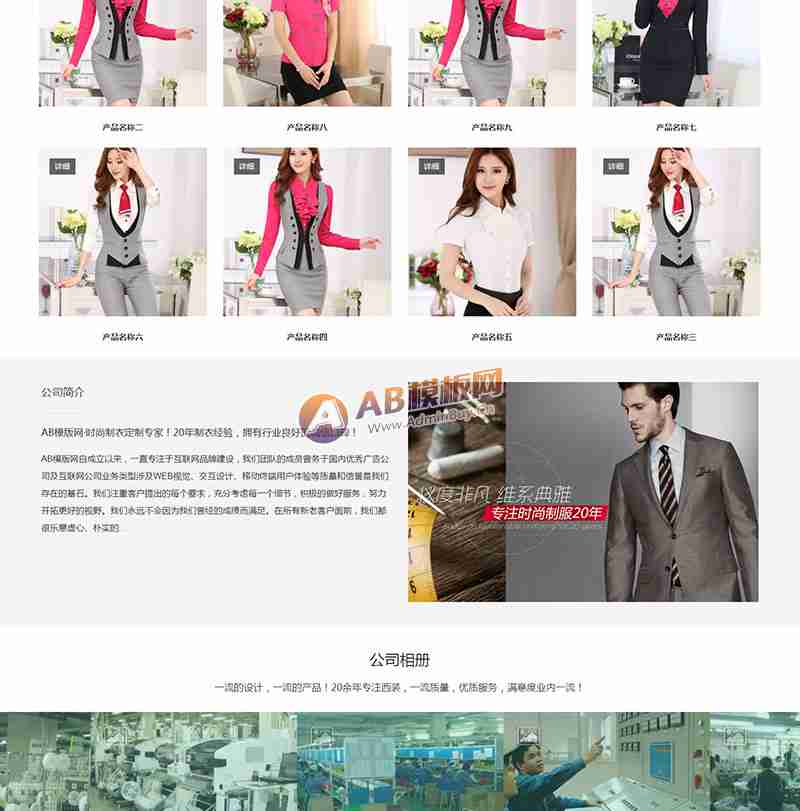 产品名称二
产品名称八
产品名称九
产品名称七
详细
详细
详细
详细
产品名称六
产品名称四
产品名称五
产品名称三
公司简介
AB模板网
www.AdminBuy.cn
AB模版网·时尚制衣定制专家！20年制衣经验，拥有行业良好
AB模版网自成立以来，一直专注于互联网品牌建设，我们团队的成员曾务于国内优秀广告公
司及互联网公司业务类型涉及WEB视觉、交互设计、移动终端用户体验等质量和信誉是我们
存在的基石。我们注重客户提出的每个要求，充分考虑每一个细节，积极的做好服务，努力
开拓更好的视野。我们永远不会因为我们曾经的成绩而满足。在所有新老客户面前，我们都
很乐意虚心、朴实的...
仪度非凡 维系典雅
专注时尚制服20年
公司相册
一流的设计，一流的产品！20余年专注西装，一流质量，优质服务，满意度业内一流！